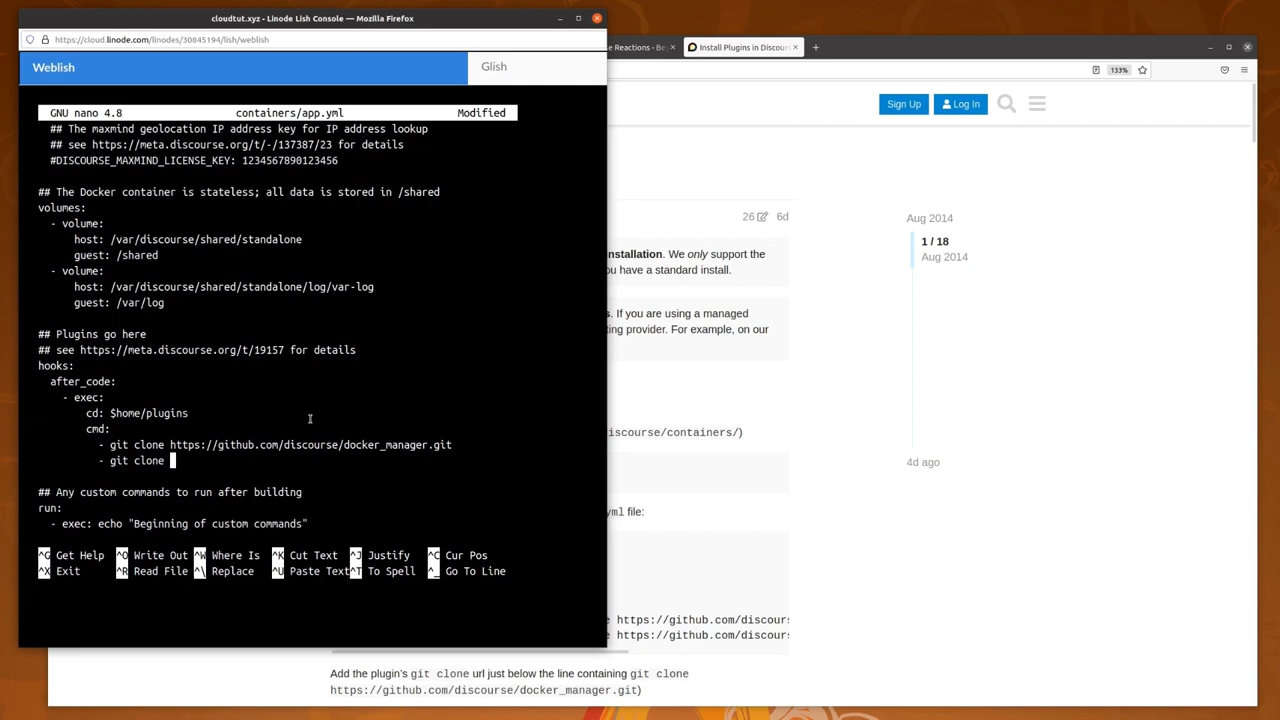 cloudtut.xyz - Linode Lish Console — Mozilla Firefox
https://cloud.linode.com/linodes/30845194/lish/weblish
Weblish
Glish
GNU nano 4.8 containers/app.yml Modified
## The maxmind geolocation IP address key for IP address lookup
## see https://meta.discourse.org/t/-/137387/23 for details
#DISCOURSE_MAXMIND_LICENSE_KEY: 1234567890123456
## The Docker container is stateless; all data is stored in /shared
volumes:
- volume:
host: /var/discourse/shared/standalone
guest: /shared
- volume:
host: /var/discourse/shared/standalone/log/var-log
guest: /var/log
## Plugins go here
## see https://meta.discourse.org/t/19157 for details
hooks:
after_code:
- exec:
cd: $home/plugins
cmd:
- git clone https://github.com/discourse/docker_manager.git
- git clone
## Any custom commands to run after building
run:
- exec: echo "Beginning of custom commands"
^G Get Help ^O Write Out ^W Where Is ^K Cut Text ^J Justify ^C Cur Pos
^X Exit ^R Read File ^\ Replace ^U Paste Text ^T To Spell ^_ Go To Line
e Reactions - Be
Install Plugins in Discours
133%
Sign Up
Log In
26
6d
Aug 2014
1 / 18
Aug 2014
4d ago
nstallation. We only support the
ou have a standard install.
s. If you are using a managed
ting provider. For example, on our
iscourse/containers/)
yml file:
e https://github.com/discours
e https://github.com/discours
Add the plugin's git clone url just below the line containing git clone
https://github.com/discourse/docker_manager.git)